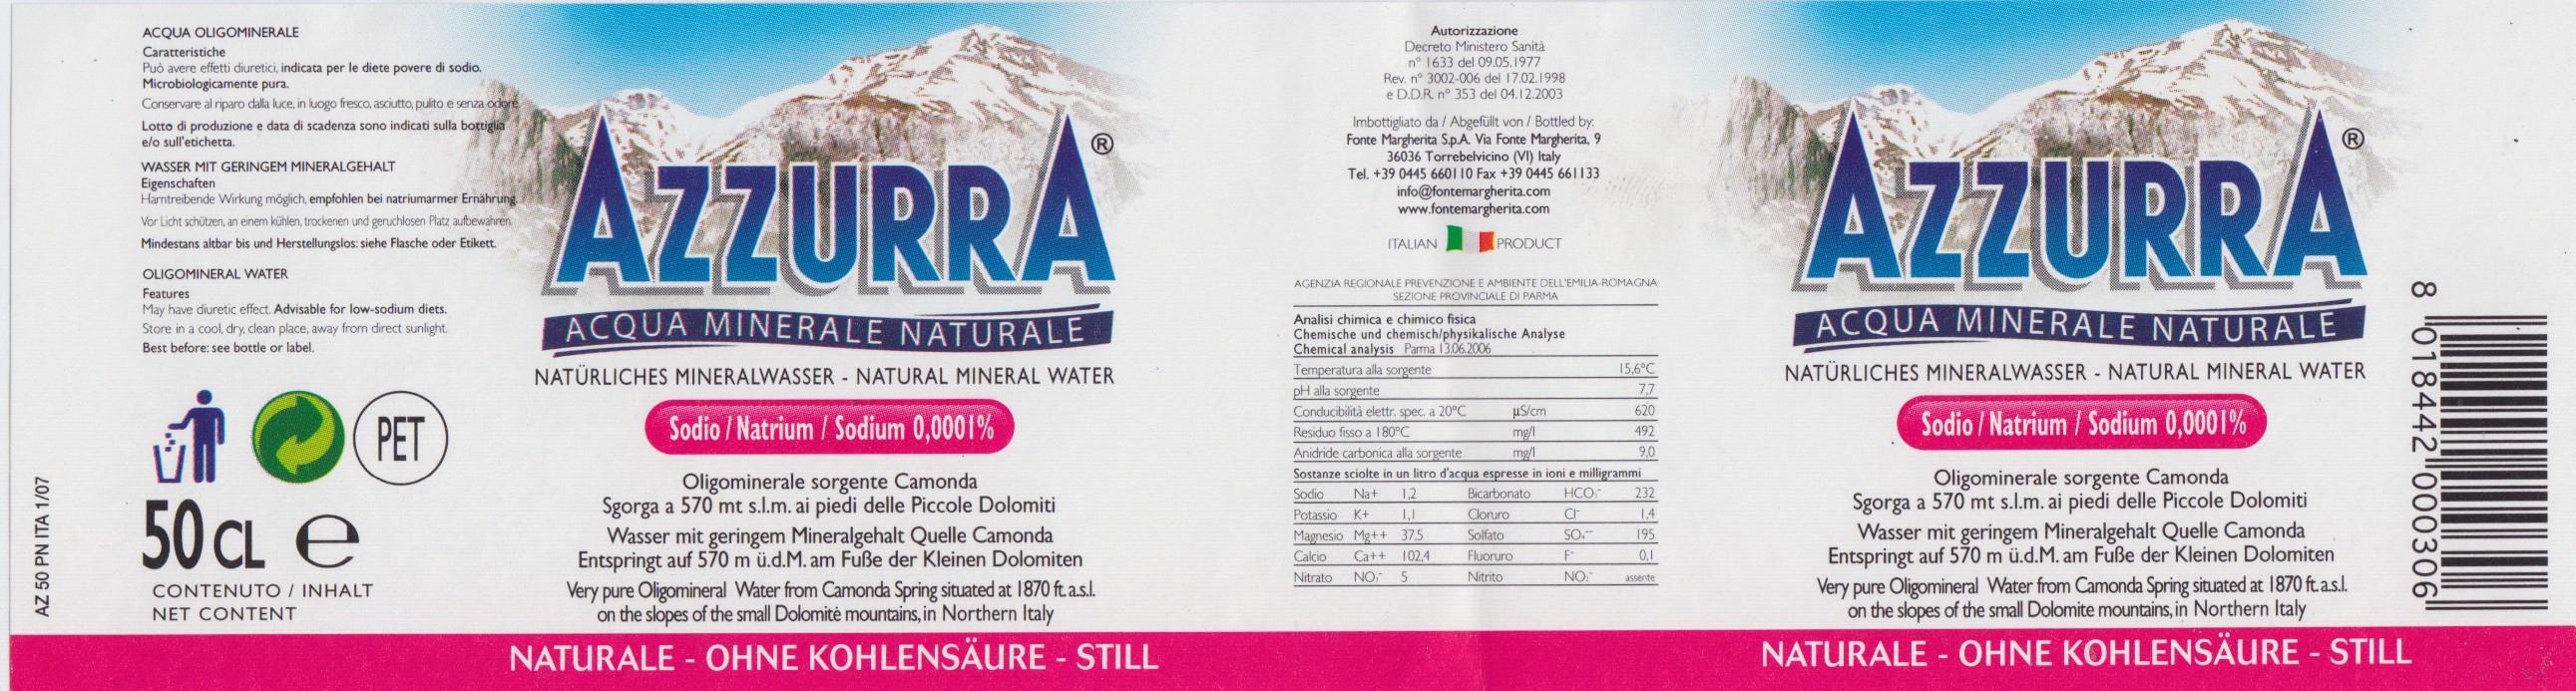 ACQUA OLIGOMINERALE
Caratteristiche
Può avere effetti diuretici, indicata per le diete povere di sodio.
Microbiologicamente pura.
Conservare al riparo dalla luce, in luogo fresco, asciutto, pulito e senza odore.
Lotto di produzione e data di scadenza sono indicati sulla bottiglia
e/o sull'etichetta.
WASSER MIT GERINGEM MINERALGEHALT
Eigenschaften
Harntreibende Wirkung möglich, empfohlen bei natriumarmer Ernährung.
Vor Licht schützen, an einem kühlen, trockenen und geruchlosen Platz aufbewahren.
Mindestans altbar bis und Herstellungslos: siehe Flasche oder Etikett.
OLIGOMINERAL WATER
Features
May have diuretic effect. Advisable for low-sodium diets.
Store in a cool, dry, clean place, away from direct sunlight.
Best before: see bottle or label.
PET
50 CL e
CONTENUTO / INHALT
NET CONTENT
AZ 50 PN ITA 1/07
AZZURRA®
ACQUA MINERALE NATURALE
NATÜRLICHES MINERALWASSER - NATURAL MINERAL WATER
Sodio / Natrium / Sodium 0,0001%
Oligominerale sorgente Camonda
Sgorga a 570 mt s.l.m. ai piedi delle Piccole Dolomiti
Wasser mit geringem Mineralgehalt Quelle Camonda
Entspringt auf 570 m ü.d.M. am Fuße der Kleinen Dolomiten
Very pure Oligomineral Water from Camonda Spring situated at 1870 ft. a.s.l.
on the slopes of the small Dolomite mountains, in Northern Italy
NATURALE - OHNE KOHLENSÄURE - STILL
Autorizzazione
Decreto Ministero Sanità
n° 1633 del 09.05.1977
Rev. n° 3002-006 del 17.02.1998
e D.D.R. n° 353 del 04.12.2003
Imbottigliato da / Abgefüllt von / Bottled by:
Fonte Margherita S.p.A. Via Fonte Margherita, 9
36036 Torrebelvicino (VI) Italy
Tel. +39 0445 660110 Fax +39 0445 661133
info@fontemargherita.com
www.fontemargherita.com
ITALIAN PRODUCT
AGENZIA REGIONALE PREVENZIONE E AMBIENTE DELL'EMILIA-ROMAGNA
SEZIONE PROVINCIALE DI PARMA
Analisi chimica e chimico fisica
Chemische und chemisch/physikalische Analyse
Chemical analysis Parma 13.06.2006
Temperatura alla sorgente 15,6°C
pH alla sorgente 7,7
Conducibilità elettr. spec. a 20°C µS/cm 620
Residuo fisso a 180°C mg/l 492
Anidride carbonica alla sorgente mg/l 9,0
Sostanze sciolte in un litro d'acqua espresse in ioni e milligrammi
Sodio Na+ 1,2 Bicarbonato HCO₃⁻ 232
Potassio K+ 1,1 Cloruro Cl⁻ 1,4
Magnesio Mg++ 37,5 Solfato SO₄⁻⁻ 195
Calcio Ca++ 102,4 Fluoruro F⁻ 0,1
Nitrato NO₃⁻ 5 Nitrito NO₂⁻ assente
AZZURRA®
ACQUA MINERALE NATURALE
NATÜRLICHES MINERALWASSER - NATURAL MINERAL WATER
Sodio / Natrium / Sodium 0,0001%
Oligominerale sorgente Camonda
Sgorga a 570 mt s.l.m. ai piedi delle Piccole Dolomiti
Wasser mit geringem Mineralgehalt Quelle Camonda
Entspringt auf 570 m ü.d.M. am Fuße der Kleinen Dolomiten
Very pure Oligomineral Water from Camonda Spring situated at 1870 ft. a.s.l.
on the slopes of the small Dolomite mountains, in Northern Italy
NATURALE - OHNE KOHLENSÄURE - STILL
8 018442 000306